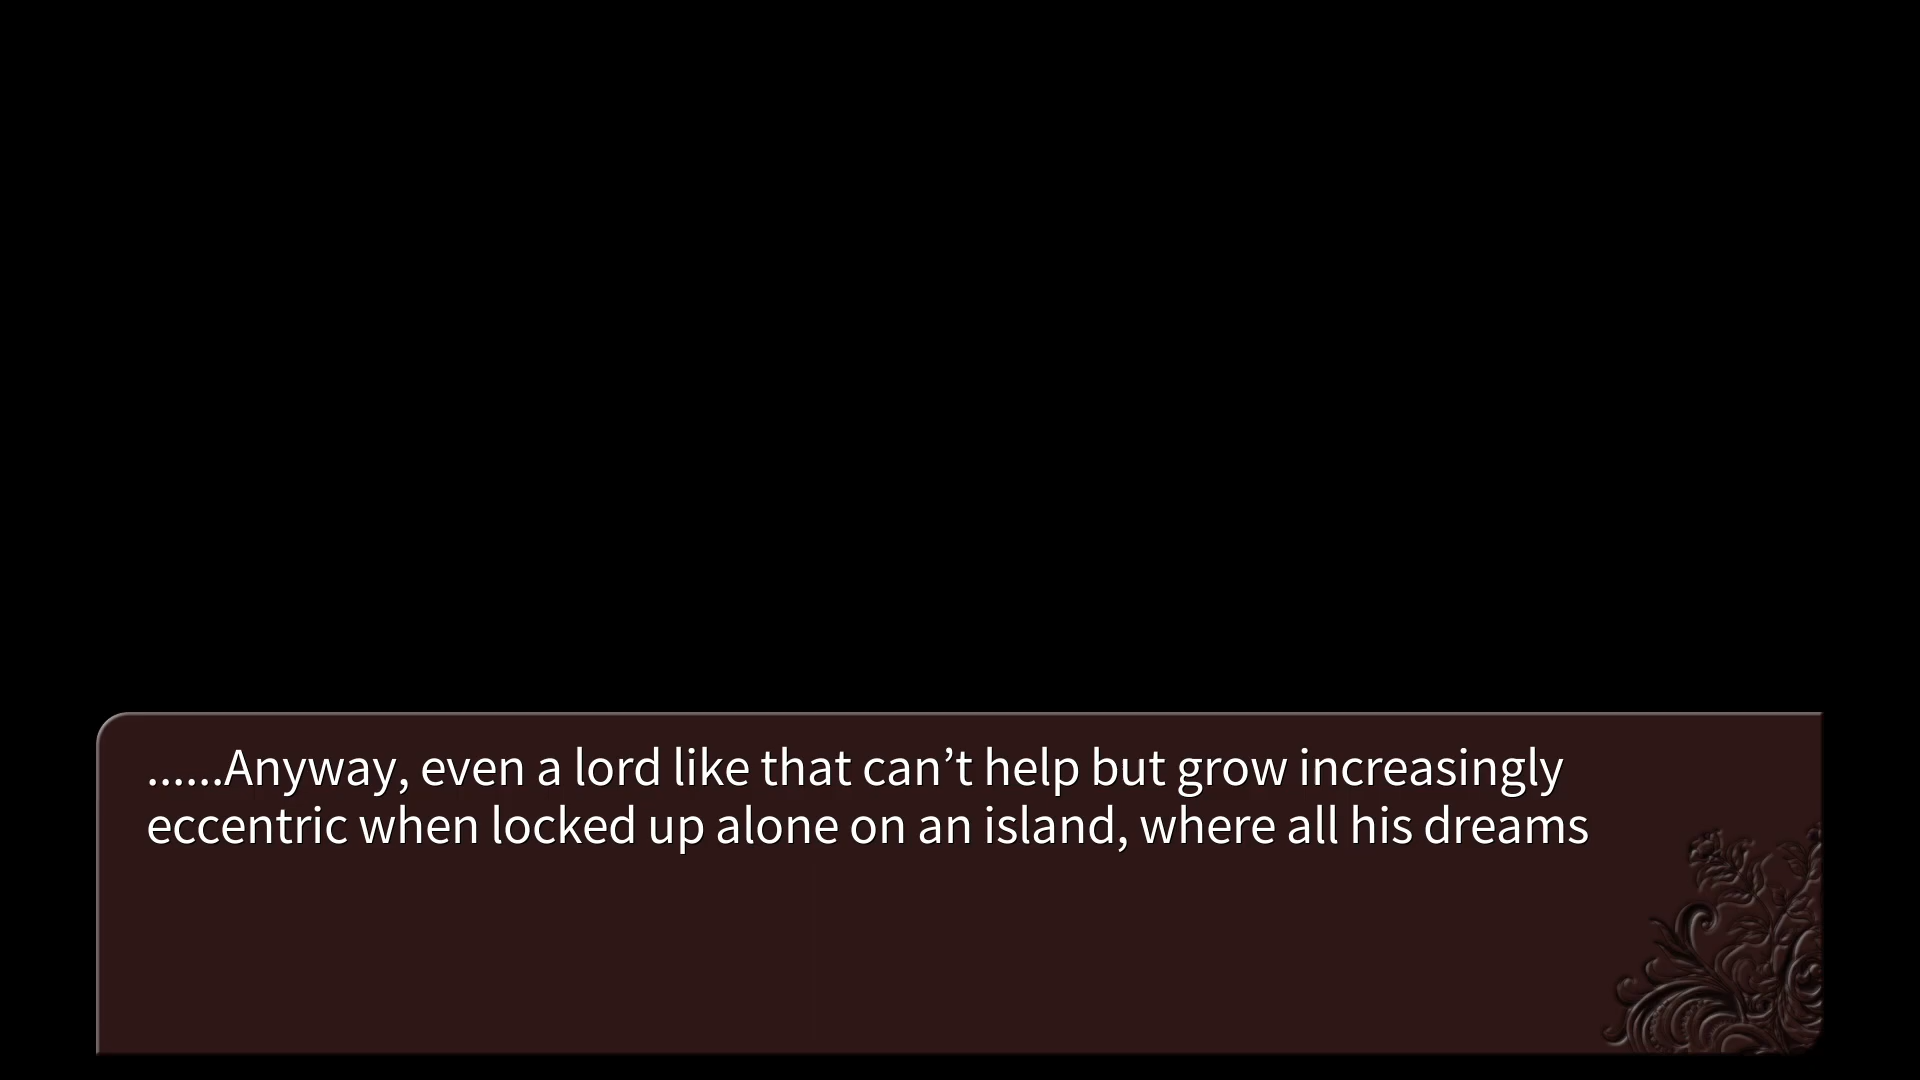 ......Anyway, even a lord like that can’t help but grow increasingly
eccentric when locked up alone on an island, where all his dreams